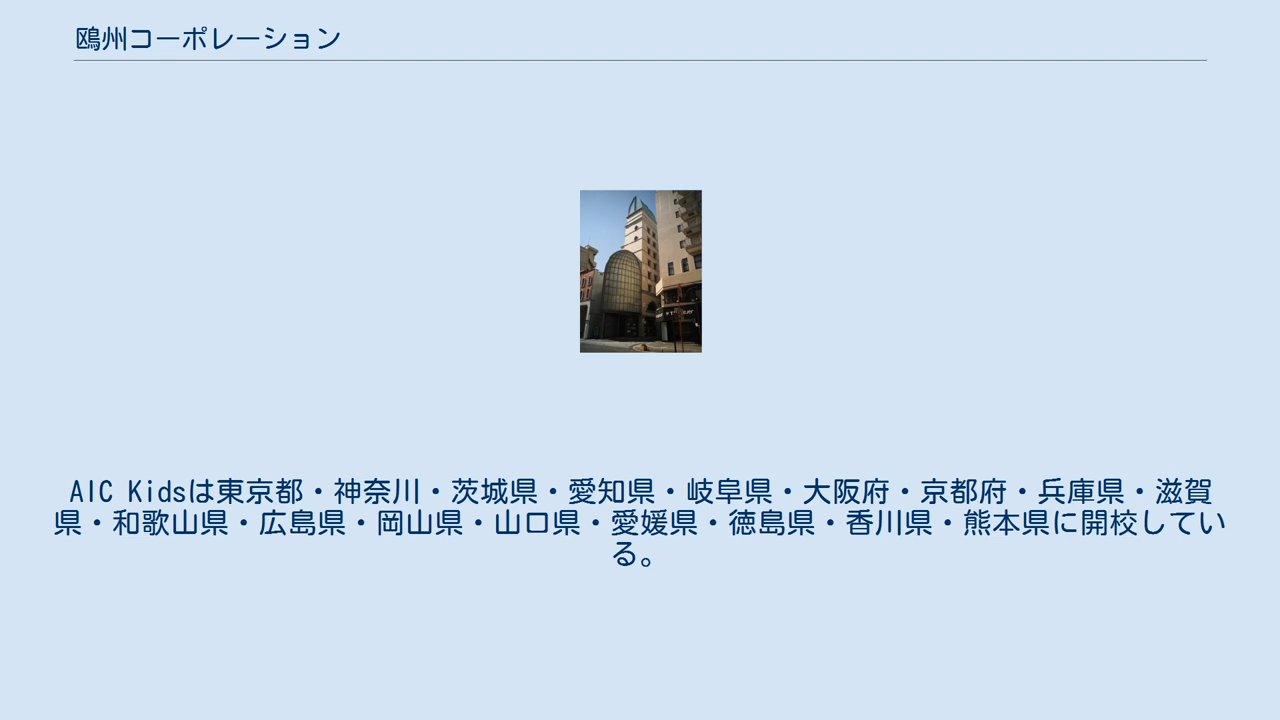 鴎州コーポレーション
AIC Kidsは東京都・神奈川・茨城県・愛知県・岐阜県・大阪府・京都府・兵庫県・滋賀
県・和歌山県・広島県・岡山県・山口県・愛媛県・徳島県・香川県・熊本県に開校してい
る。